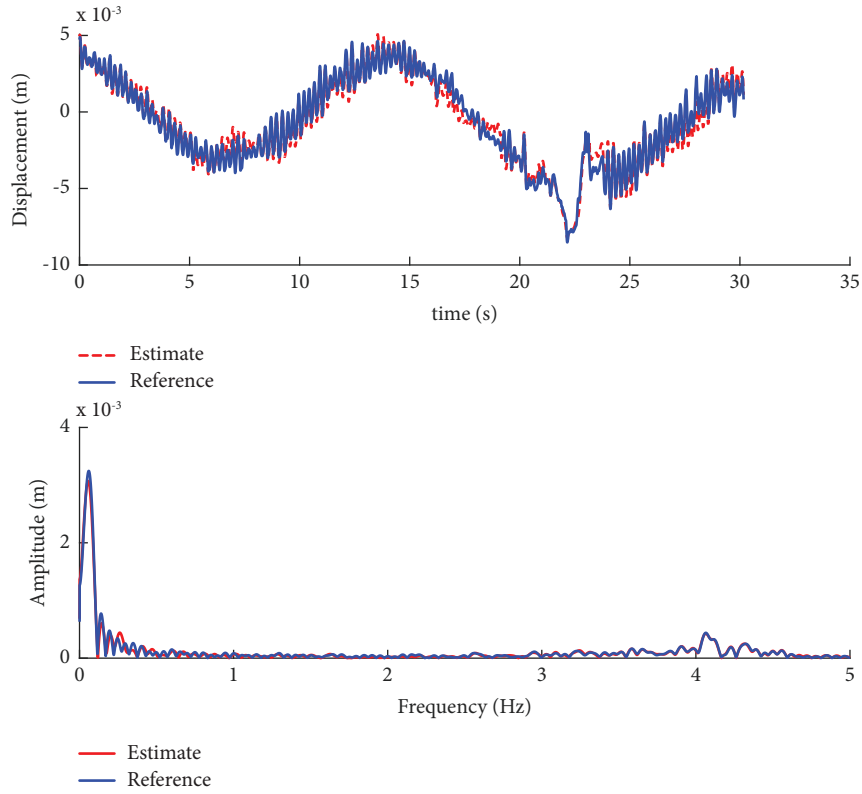 x 10-3
5
0
-5
-10
Displacement (m)
0 5 10 15 20 25 30 35
time (s)
Estimate
Reference
x 10-3
4
2
0
Amplitude (m)
0 1 2 3 4 5
Frequency (Hz)
Estimate
Reference